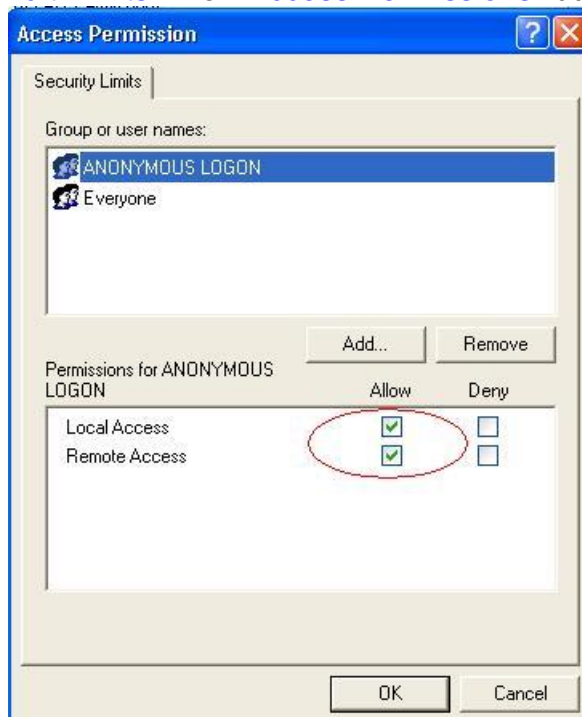 Access Permission
Security Limits
Group or user names:
ANONYMOUS LOGON
Everyone
Add...
Remove
Permissions for ANONYMOUS
LOGON
Allow
Deny
Local Access
Remote Access
OK
Cancel